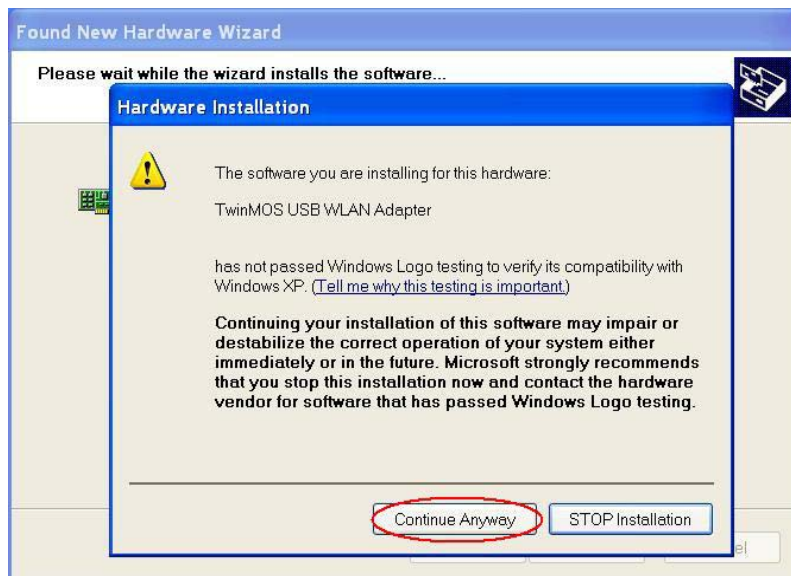 Found New Hardware Wizard
Please wait while the wizard installs the software...
Hardware Installation
The software you are installing for this hardware:
TwinMOS USB WLAN Adapter
has not passed Windows Logo testing to verify its compatibility with
Windows XP. (Tell me why this testing is important.)
Continuing your installation of this software may impair or
destabilize the correct operation of your system either
immediately or in the future. Microsoft strongly recommends
that you stop this installation now and contact the hardware
vendor for software that has passed Windows Logo testing.
Continue Anyway
STOP Installation